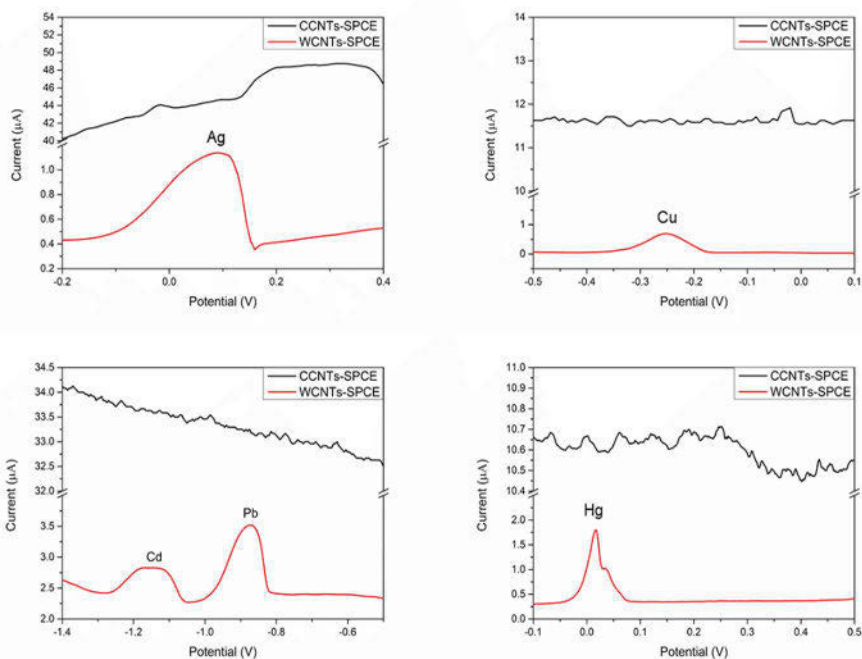 54
52
50
48
46
44
42
40
1.0
0.8
0.6
0.4
0.2
-0.2 0.0 0.2 0.4
Current (μA)
Potential (V)
CCNTs-SPCE
WCNTs-SPCE
Ag
14
13
12
11
10
1
0
-0.5 -0.4 -0.3 -0.2 -0.1 0.0 0.1
Current (μA)
Potential (V)
CCNTs-SPCE
WCNTs-SPCE
Cu
34.5
34.0
33.5
33.0
32.5
32.0
3.5
3.0
2.5
2.0
-1.4 -1.2 -1.0 -0.8 -0.6
Current (μA)
Potential (V)
CCNTs-SPCE
WCNTs-SPCE
Cd
Pb
11.0
10.9
10.8
10.7
10.6
10.5
10.4
2.0
1.5
1.0
0.5
0.0
-0.1 0.0 0.1 0.2 0.3 0.4 0.5
Current (μA)
Potential (V)
CCNTs-SPCE
WCNTs-SPCE
Hg